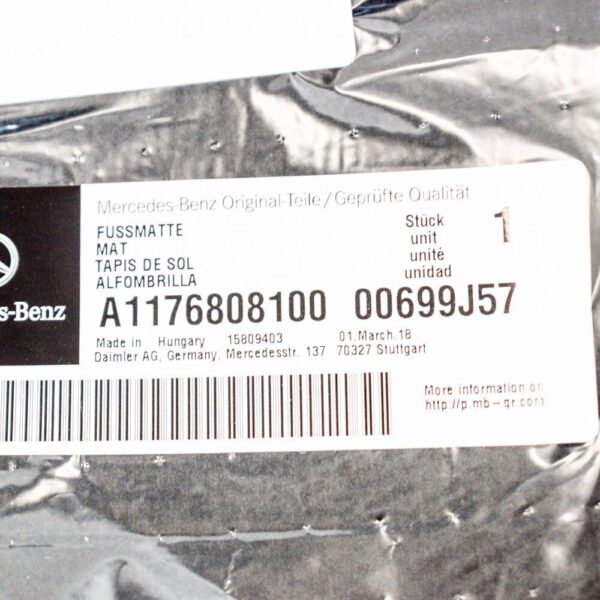 Mercedes-Benz Original-Teile/Geprüfte Qualität
FUSSMATTE
MAT
TAPIS DE SOL
ALFOMBRILLA
Stück
unit
unité
unidad
1
s-Benz
A1176808100 00699J57
Made in Hungary 15809403 01.March.18
Daimler AG, Germany, Mercedesstr. 137 70327 Stuttgart
More information on
http://p.mb-qr.com